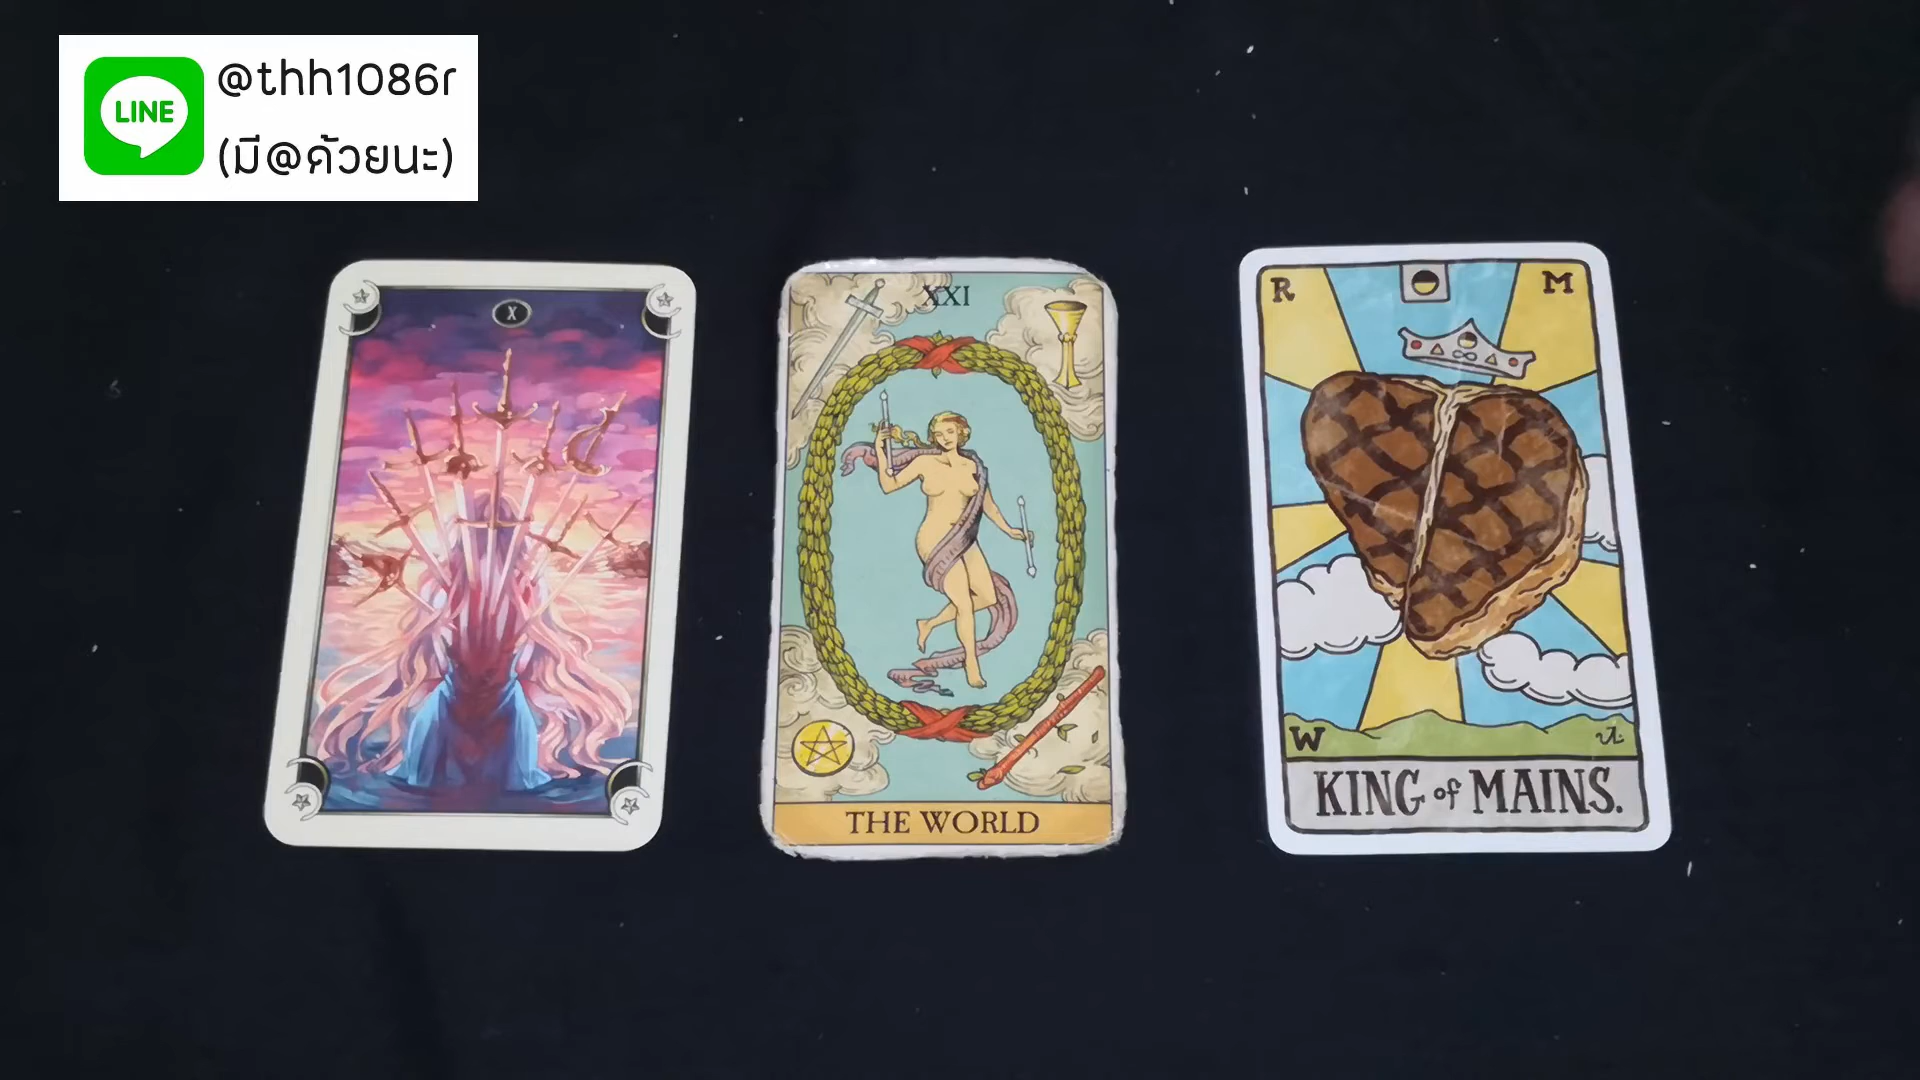 LINE
@thh1086r
(มี@ด้วยนะ)
X
XXI
THE WORLD
R M
W
KING of MAINS.